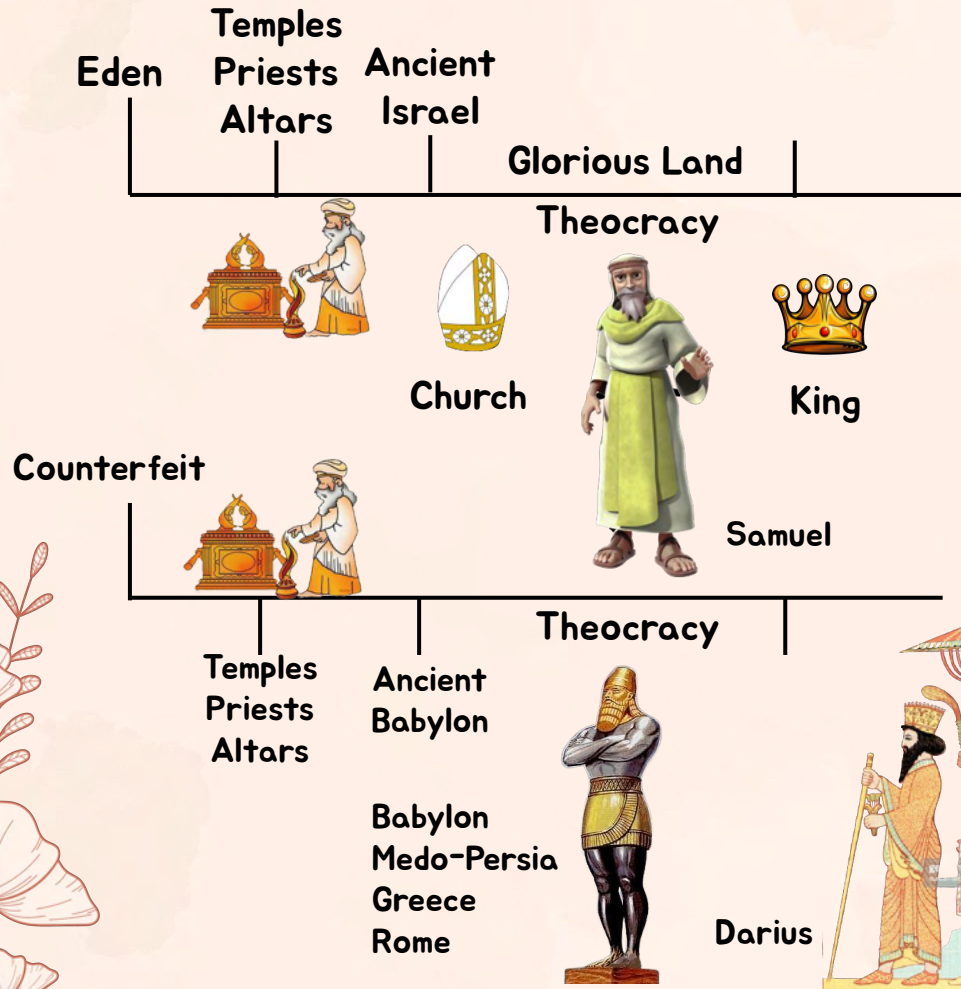 Eden
Temples
Priests
Altars
Ancient
Israel
Glorious Land
Theocracy
Church
King
Samuel
Counterfeit
Theocracy
Temples
Priests
Altars
Ancient
Babylon
Babylon
Medo-Persia
Greece
Rome
Darius